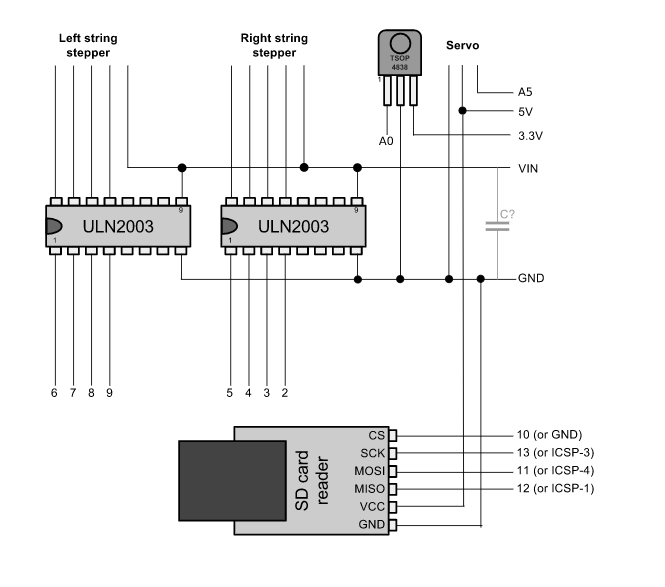 Left string
stepper
Right string
stepper
Servo
TSOP
4838
1
A0
A5
5V
3.3V
VIN
9
ULN2003
1
9
ULN2003
1
C?
GND
6 7 8 9
5 4 3 2
SD card
reader
CS
SCK
MOSI
MISO
VCC
GND
10 (or GND)
13 (or ICSP-3)
11 (or ICSP-4)
12 (or ICSP-1)